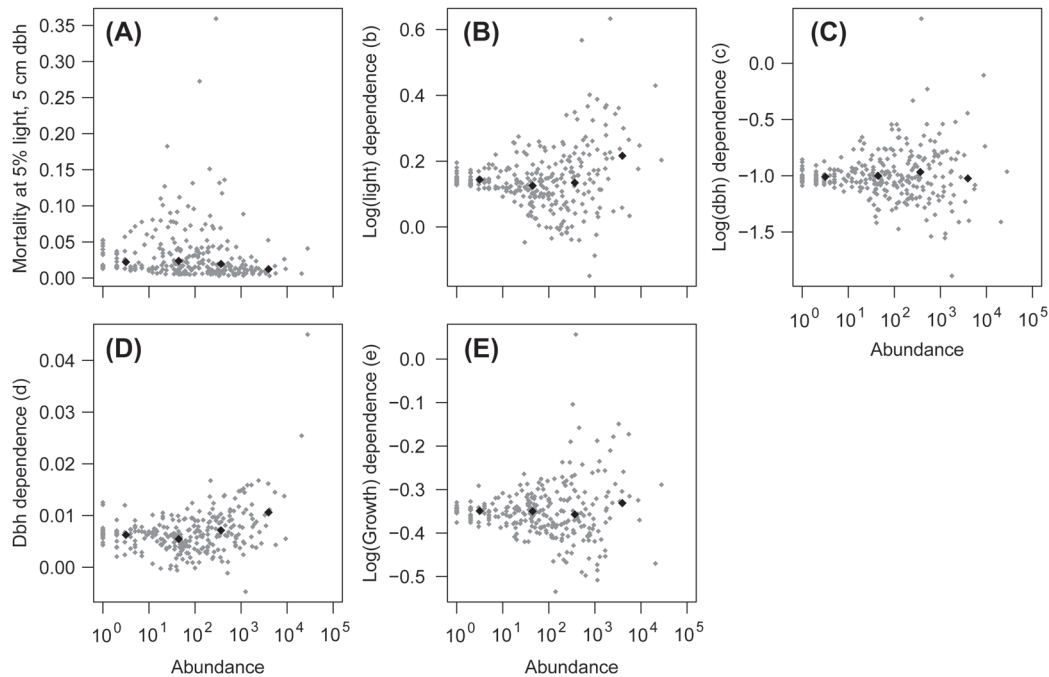 (A)
Mortality at 5% light, 5 cm dbh
0.35
0.30
0.25
0.20
0.15
0.10
0.05
0.00
(B)
Log(light) dependence (b)
0.6
0.4
0.2
0.0
(C)
Log(dbh) dependence (c)
0.0
−0.5
−1.0
−1.5
10^0 10^1 10^2 10^3 10^4 10^5
Abundance
(D)
Dbh dependence (d)
0.04
0.03
0.02
0.01
0.00
10^0 10^1 10^2 10^3 10^4 10^5
Abundance
(E)
Log(Growth) dependence (e)
0.0
−0.1
−0.2
−0.3
−0.4
−0.5
10^0 10^1 10^2 10^3 10^4 10^5
Abundance